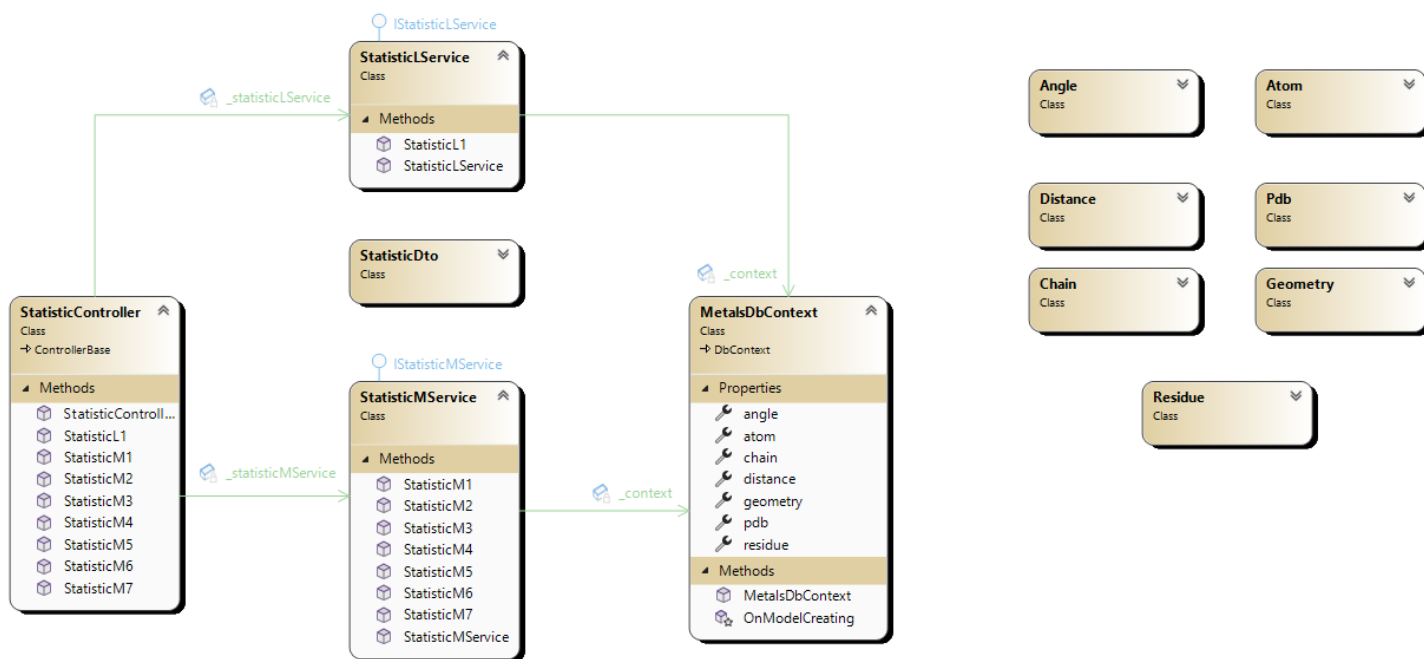 IStatisticLService
StatisticLService
Class
Methods
StatisticL1
StatisticLService
_statisticLService
StatisticDto
Class
StatisticController
Class
ControllerBase
Methods
StatisticControll...
StatisticL1
StatisticM1
StatisticM2
StatisticM3
StatisticM4
StatisticM5
StatisticM6
StatisticM7
_statisticMService
IStatisticMService
StatisticMService
Class
Methods
StatisticM1
StatisticM2
StatisticM3
StatisticM4
StatisticM5
StatisticM6
StatisticM7
StatisticMService
_context
_context
MetalsDbContext
Class
DbContext
Properties
angle
atom
chain
distance
geometry
pdb
residue
Methods
MetalsDbContext
OnModelCreating
Angle
Class
Atom
Class
Distance
Class
Pdb
Class
Chain
Class
Geometry
Class
Residue
Class